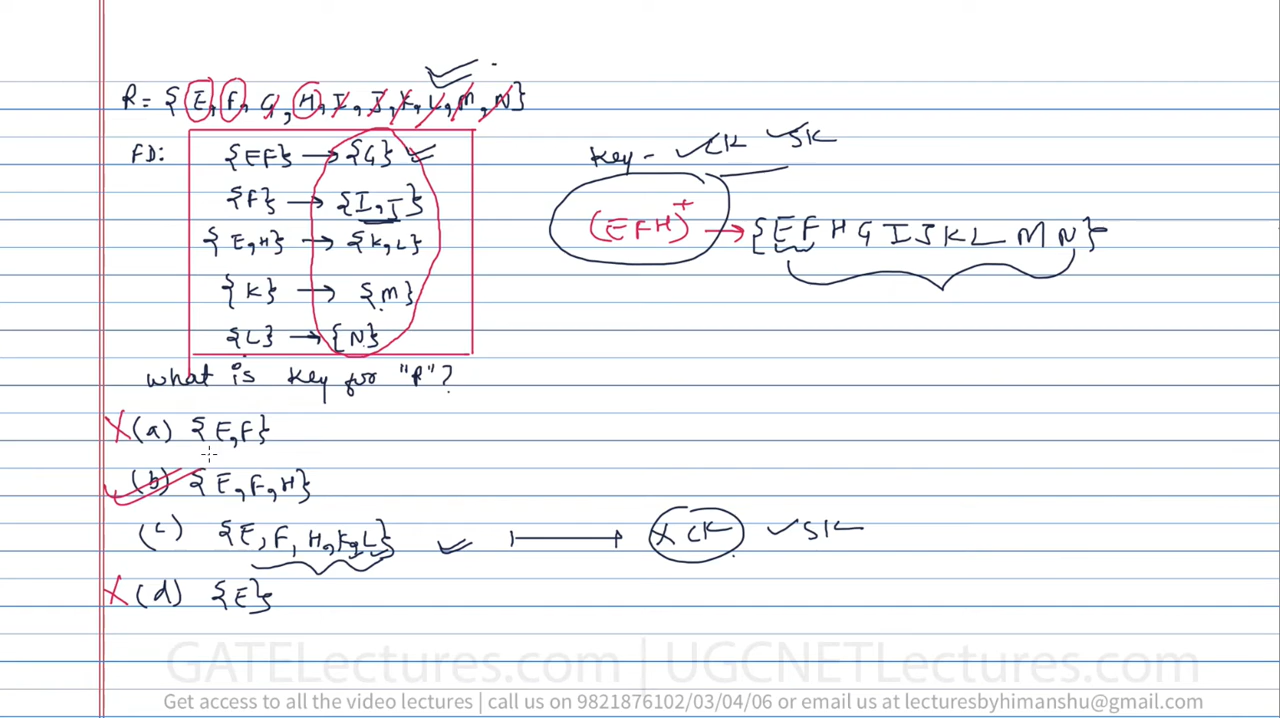 R = { E, F, G, H, I, J, K, L, M, N}
FD: {EF} → {G} ✓
{F} → {I, J}
{E, H} → {K, L}
{K} → {M}
{L} → {N}
Key - ✓CK ✓SK
(EFH)+ → {E F H G I J K L M N}
what is key for "R"?
X (a) {E, F}
✓ (b) {E, F, H}
(c) {E, F, H, K, L} ✓ → X CK ✓ SK
X (d) {E}
GATELectures.com | UGCNETLectures.com
Get access to all the video lectures | call us on 9821876102/03/04/06 or email us at lecturesbyhimanshu@gmail.com